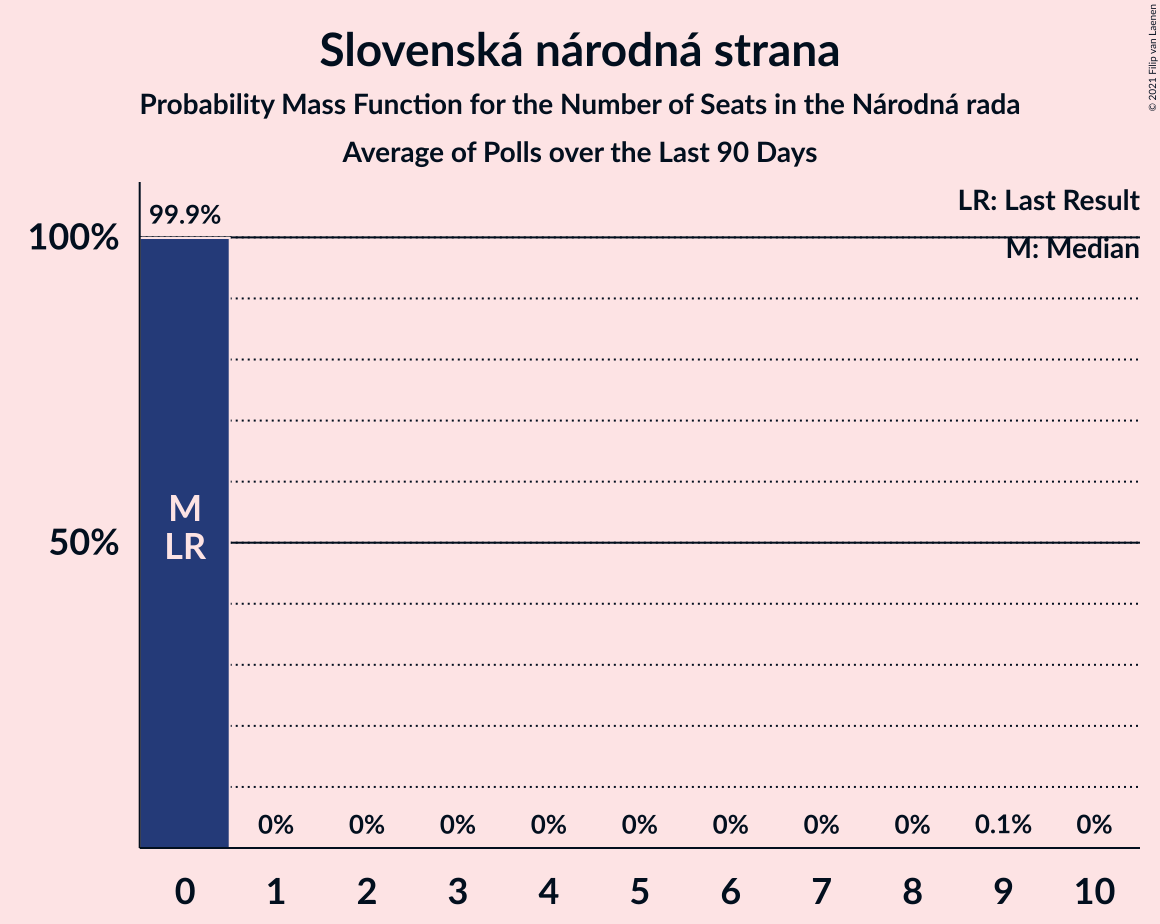 Slovenská národná strana
Probability Mass Function for the Number of Seats in the Národná rada
Average of Polls over the Last 90 Days
© 2021 Filip van Laenen
LR: Last Result
M: Median
99.9%
100%
50%
M
LR
0% 0% 0% 0% 0% 0% 0% 0% 0.1% 0%
0 1 2 3 4 5 6 7 8 9 10